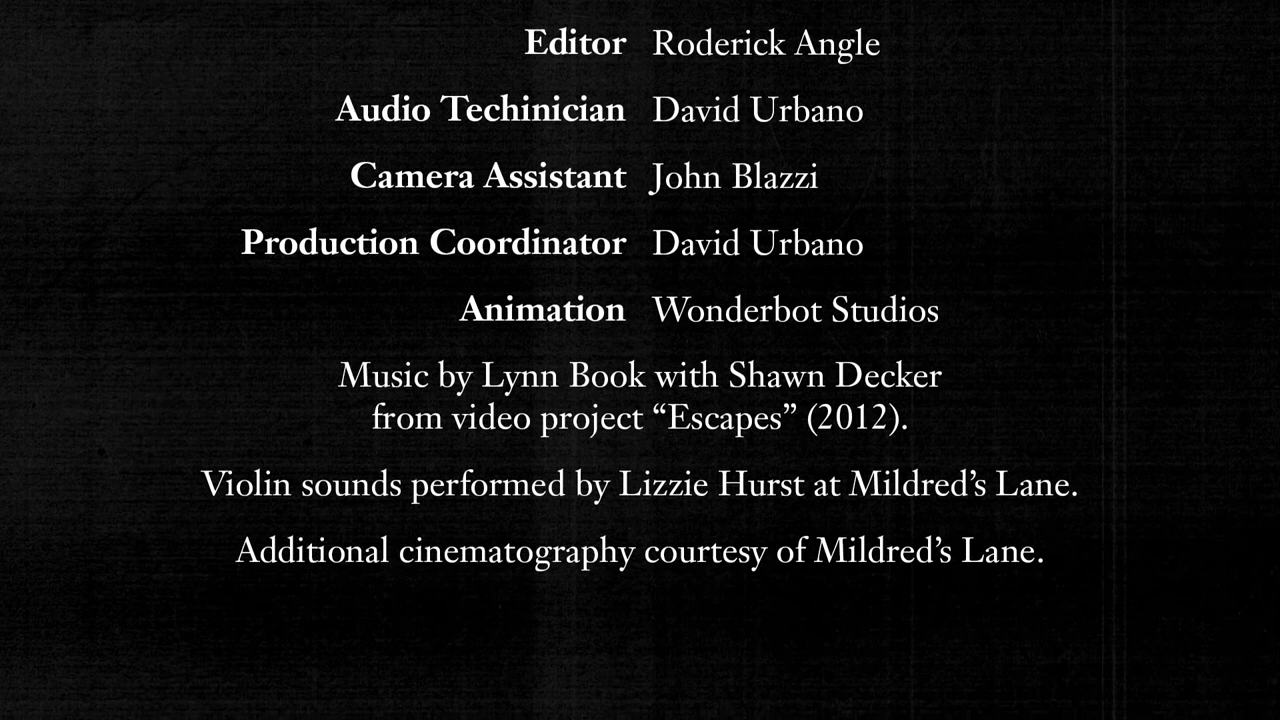 Editor Roderick Angle
Audio Techinician David Urbano
Camera Assistant John Blazzi
Production Coordinator David Urbano
Animation Wonderbot Studios
Music by Lynn Book with Shawn Decker
from video project “Escapes” (2012).
Violin sounds performed by Lizzie Hurst at Mildred’s Lane.
Additional cinematography courtesy of Mildred’s Lane.